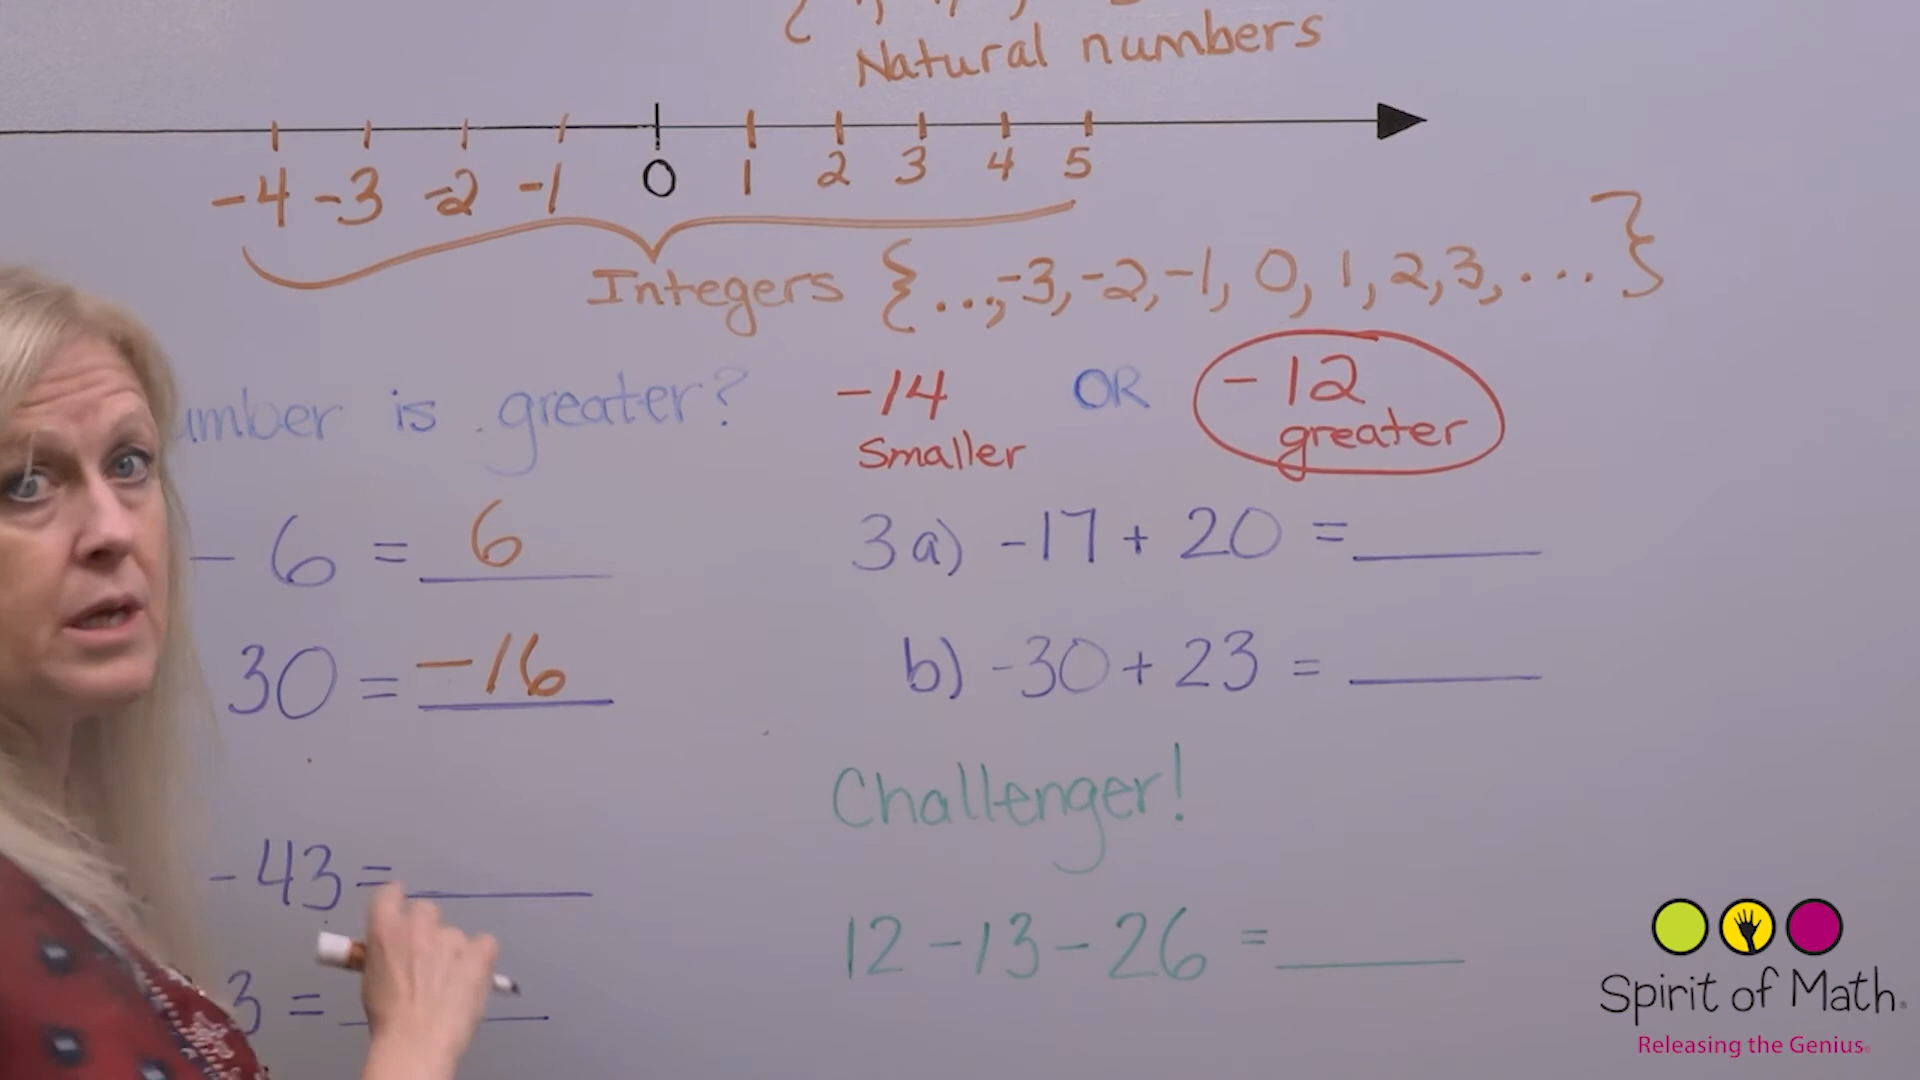 Natural numbers
-4 -3 -2 -1 0 1 2 3 4 5
Integers {...,-3,-2,-1, 0, 1, 2, 3, ...}
is greater? -14 OR -12
Smaller greater
- 6 = 6 3a) -17 + 20 =
30 = -16 b) -30 + 23 =
Challenger!
- 43 =
12 - 13 - 26 =
3 =
Spirit of Math
Releasing the Genius